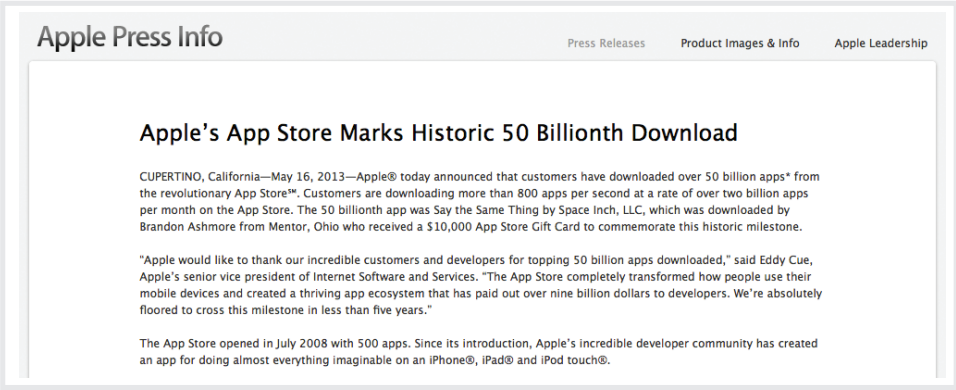 Apple Press Info
Press Releases Product Images & Info Apple Leadership
Apple's App Store Marks Historic 50 Billionth Download
CUPERTINO, California—May 16, 2013—Apple® today announced that customers have downloaded over 50 billion apps* from
the revolutionary App Store℠. Customers are downloading more than 800 apps per second at a rate of over two billion apps
per month on the App Store. The 50 billionth app was Say the Same Thing by Space Inch, LLC, which was downloaded by
Brandon Ashmore from Mentor, Ohio who received a $10,000 App Store Gift Card to commemorate this historic milestone.
"Apple would like to thank our incredible customers and developers for topping 50 billion apps downloaded," said Eddy Cue,
Apple's senior vice president of Internet Software and Services. "The App Store completely transformed how people use their
mobile devices and created a thriving app ecosystem that has paid out over nine billion dollars to developers. We're absolutely
floored to cross this milestone in less than five years."
The App Store opened in July 2008 with 500 apps. Since its introduction, Apple's incredible developer community has created
an app for doing almost everything imaginable on an iPhone®, iPad® and iPod touch®.